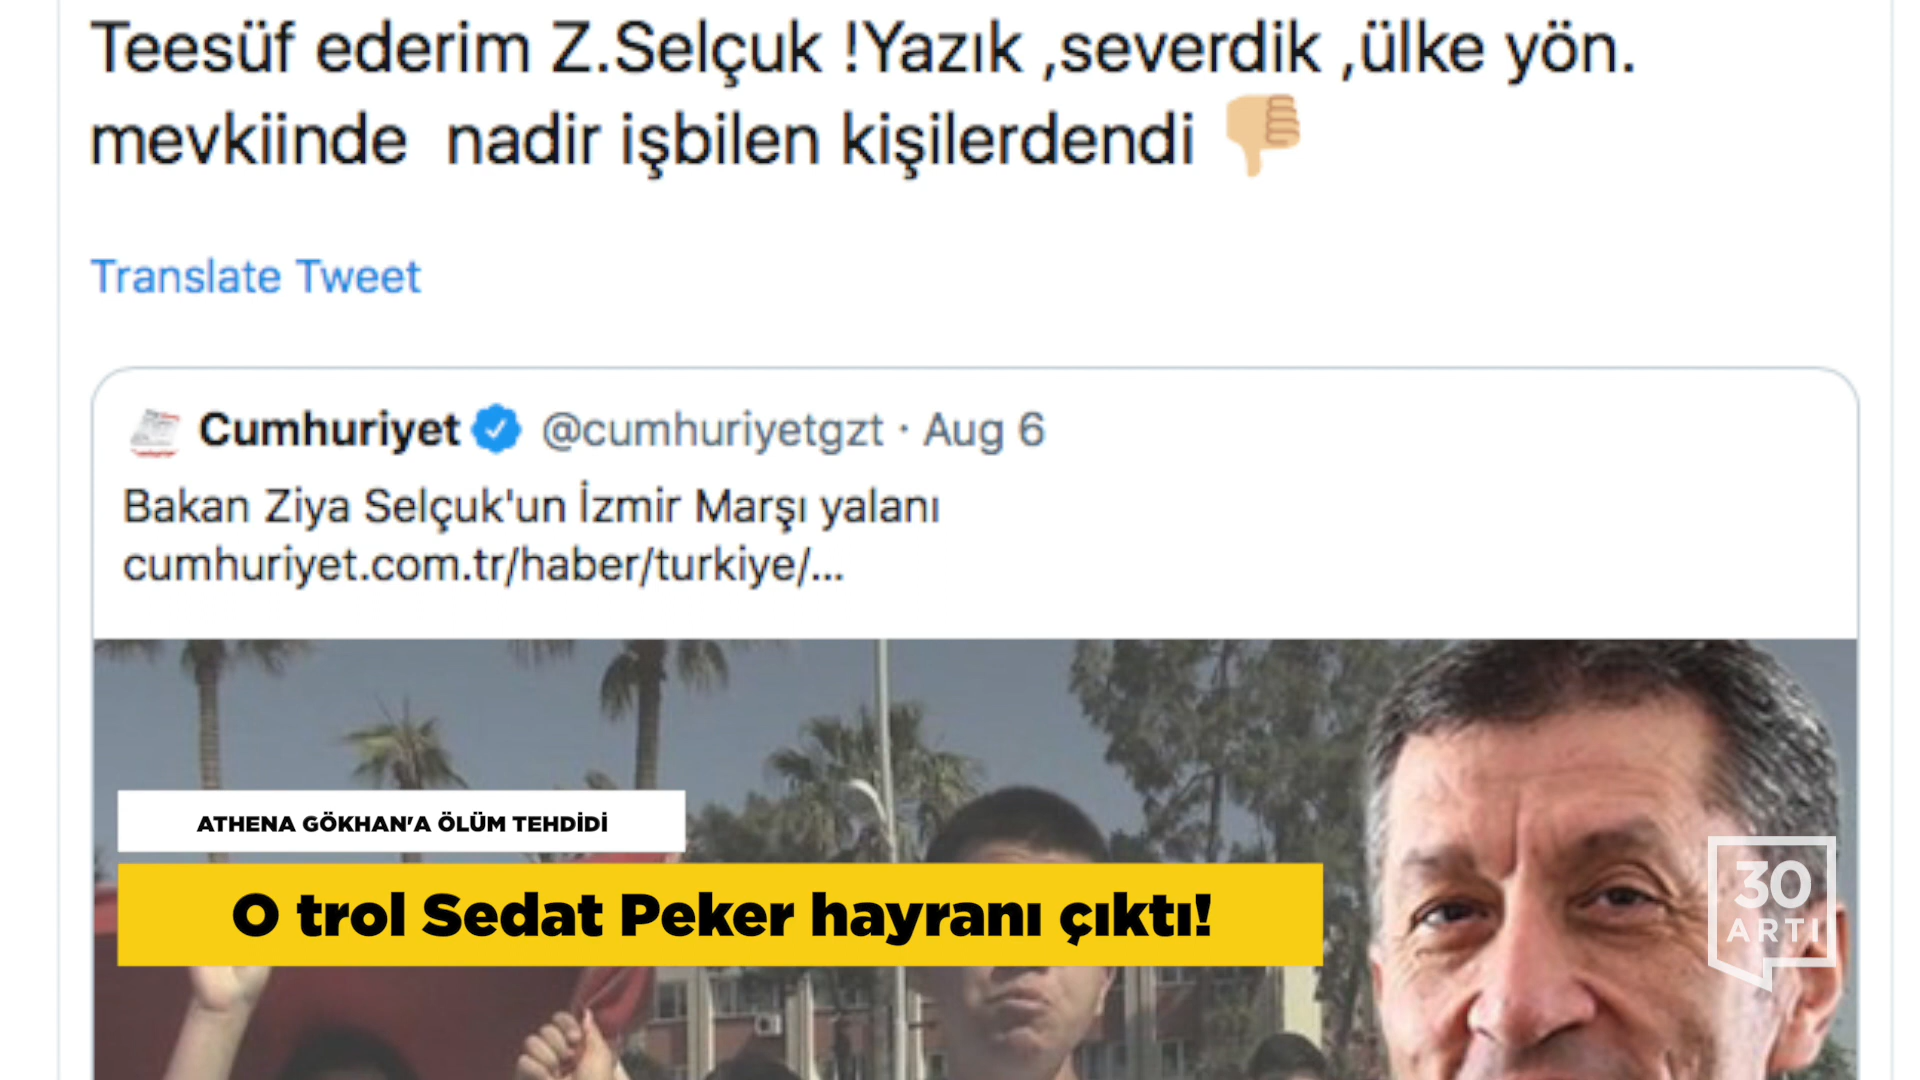 Teesüf ederim Z.Selçuk !Yazık ,severdik ,ülke yön.
mevkiinde  nadir işbilen kişilerdendi 👎🏼
Translate Tweet
Cumhuriyet @cumhuriyetgzt · Aug 6
Bakan Ziya Selçuk'un İzmir Marşı yalanı
cumhuriyet.com.tr/haber/turkiye/...
ATHENA GÖKHAN'A ÖLÜM TEHDİDİ
O trol Sedat Peker hayranı çıktı!
30
ARTI